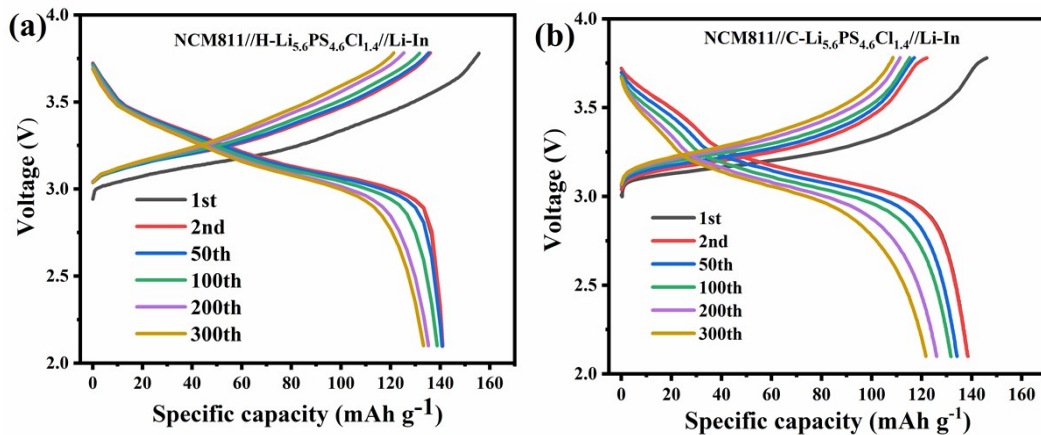 (a)
NCM811//H-Li5.6PS4.6Cl1.4//Li-In
4.0
3.5
3.0
2.5
2.0
Voltage (V)
1st
2nd
50th
100th
200th
300th
0 20 40 60 80 100 120 140 160
Specific capacity (mAh g-1)
(b)
NCM811//C-Li5.6PS4.6Cl1.4//Li-In
4.0
3.5
3.0
2.5
2.0
Voltage (V)
1st
2nd
50th
100th
200th
300th
0 20 40 60 80 100 120 140 160
Specific capacity (mAh g-1)